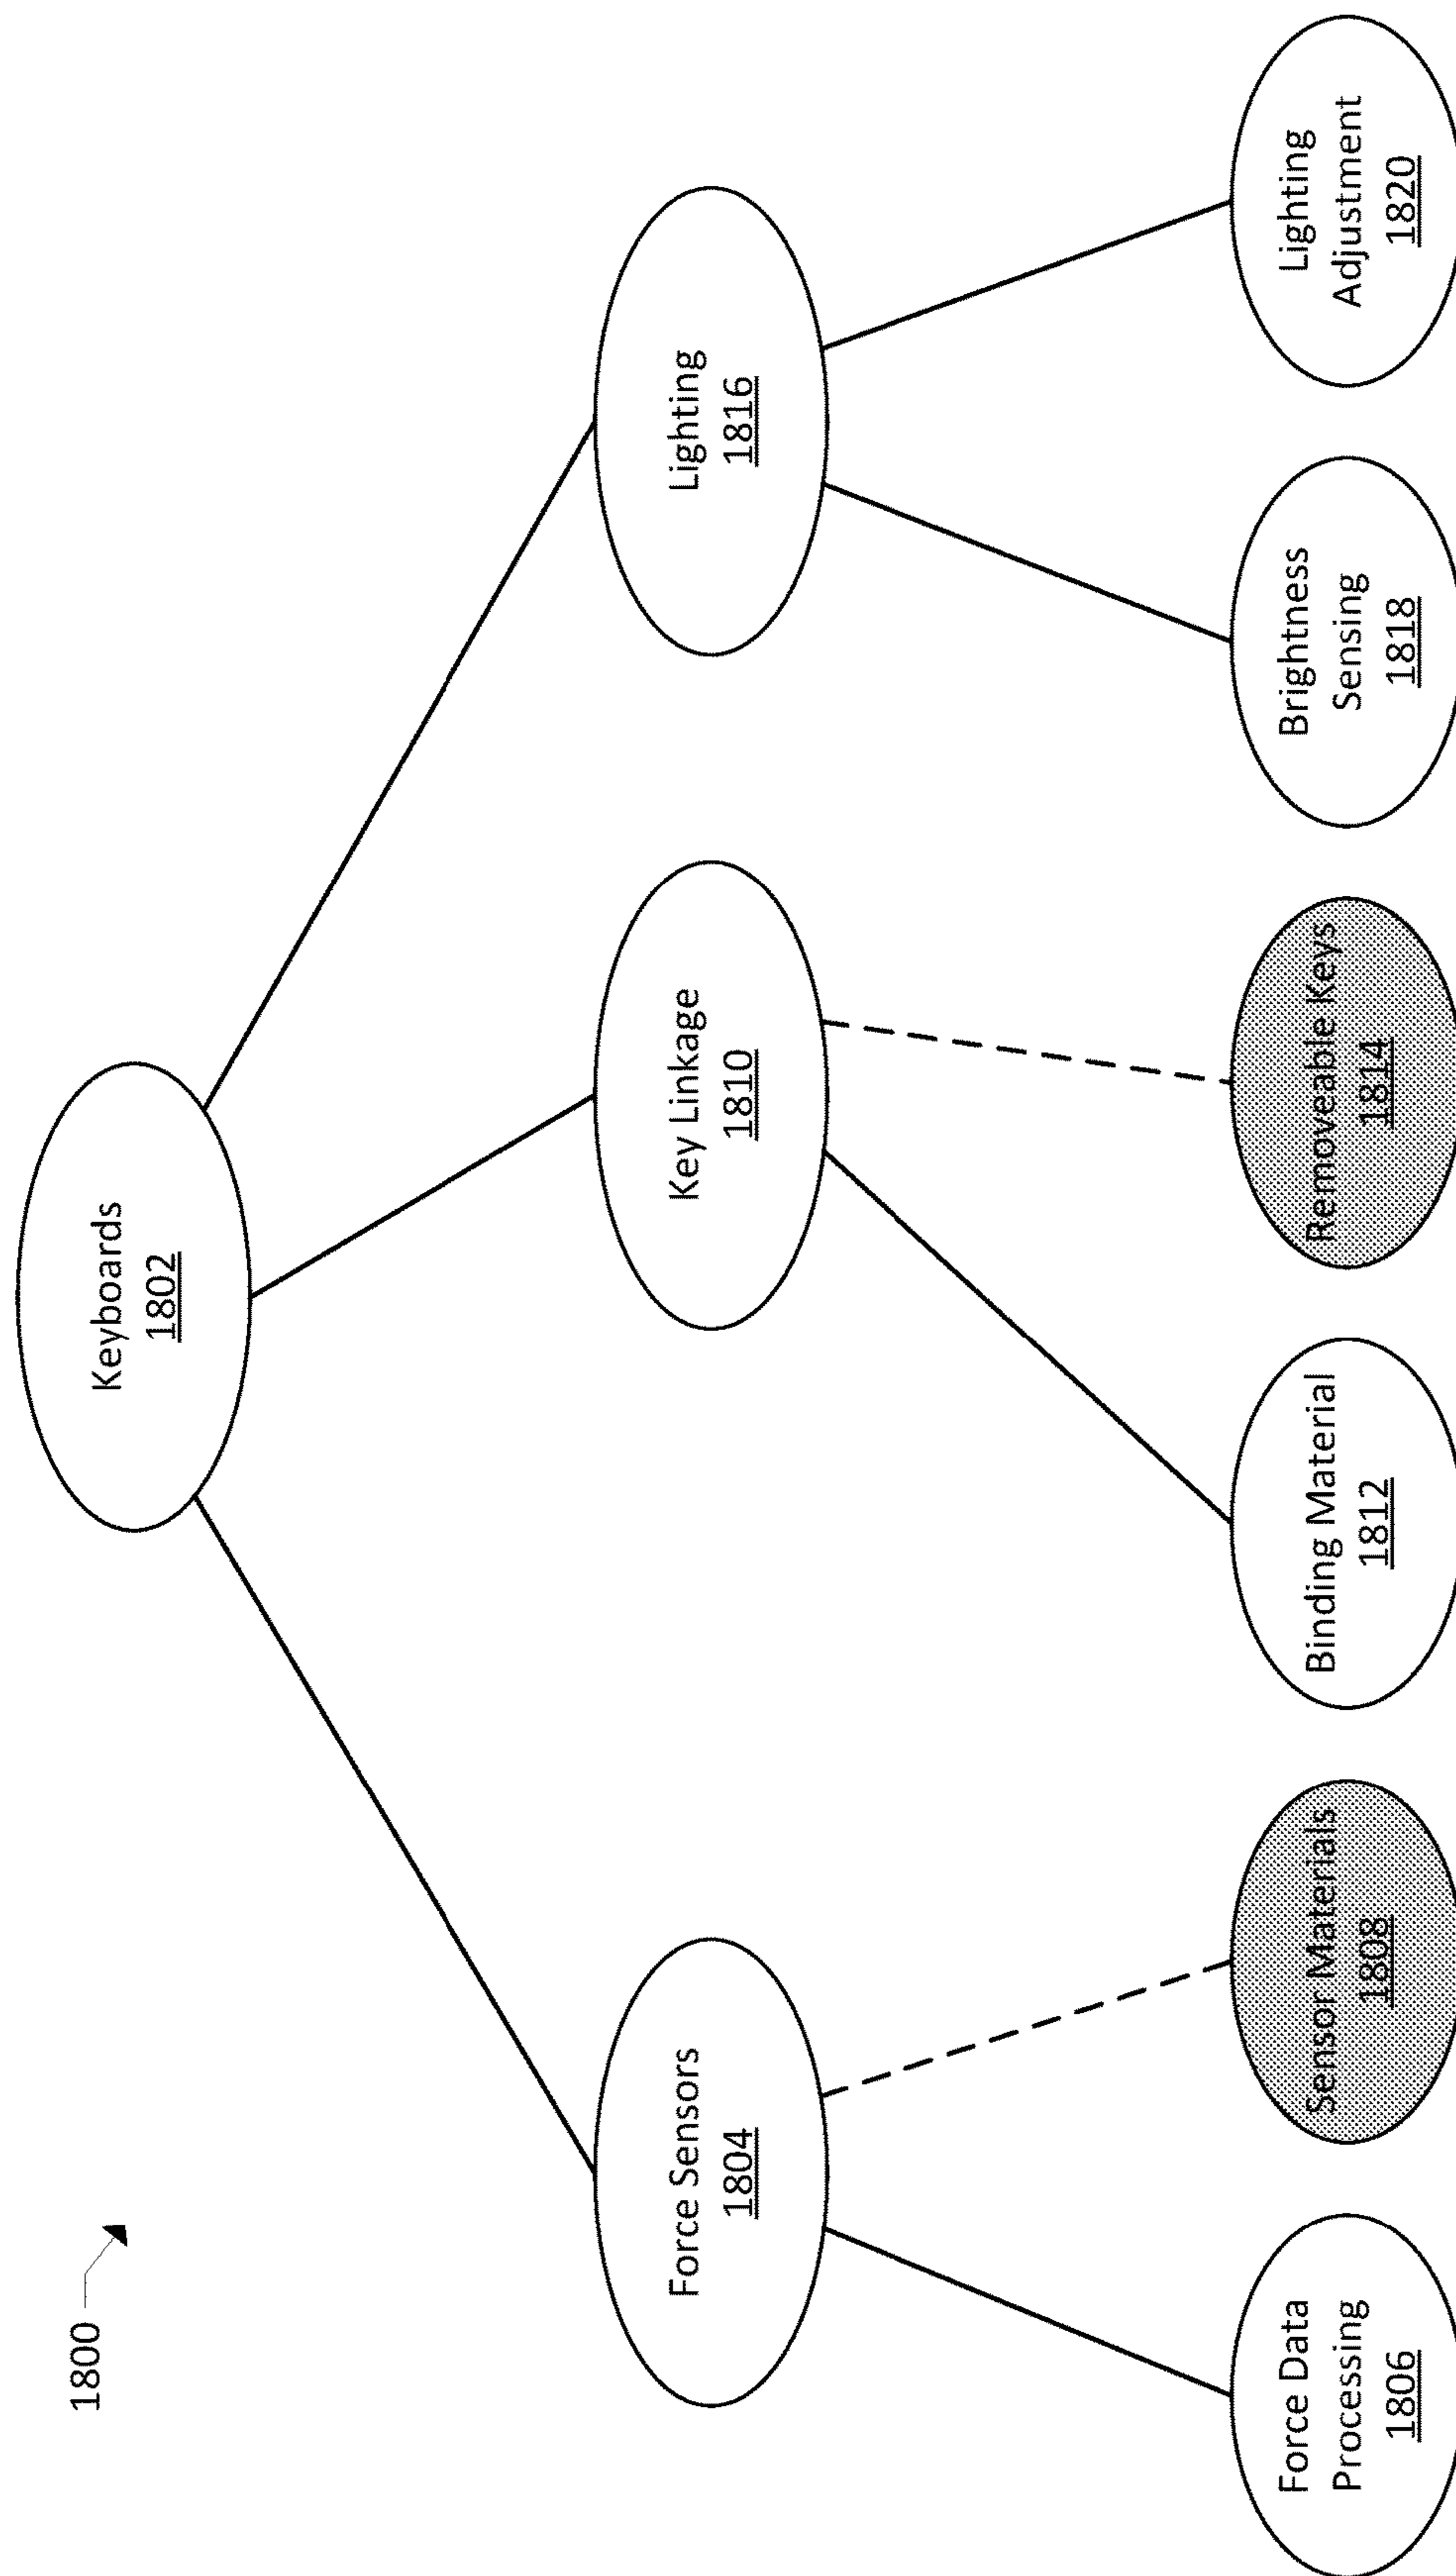 1800
Keyboards
1802
Force Sensors
1804
Key Linkage
1810
Lighting
1816
Force Data
Processing
1806
Sensor Materials
1808
Binding Material
1812
Removeable Keys
1814
Brightness
Sensing
1818
Lighting
Adjustment
1820